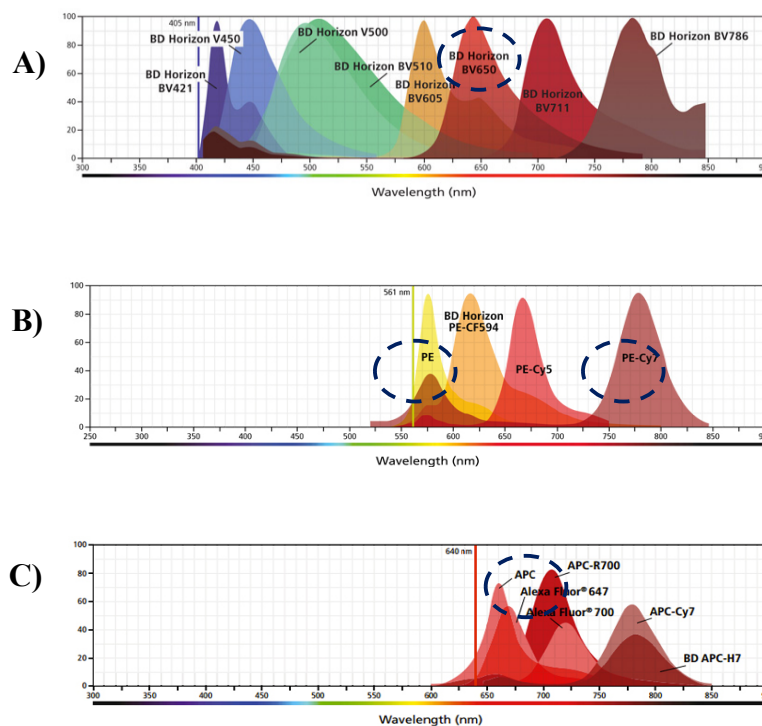 A)
405 nm
BD Horizon V450
BD Horizon V500
BD Horizon BV786
BD Horizon
BV421
BD Horizon BV510
BD Horizon
BV605
BD Horizon
BV650
BD Horizon
BV711
100
80
60
40
20
0
300 350 400 450 500 550 600 650 700 750 800 850 900
Wavelength (nm)
B)
561 nm
BD Horizon
PE-CF594
PE
PE-Cy5
PE-Cy7
100
80
60
40
20
0
250 300 350 400 450 500 550 600 650 700 750 800 850
Wavelength (nm)
C)
640 nm
APC
APC-R700
Alexa Fluor® 647
Alexa Fluor® 700
APC-Cy7
BD APC-H7
100
80
60
40
20
0
300 350 400 450 500 550 600 650 700 750 800 850
Wavelength (nm)